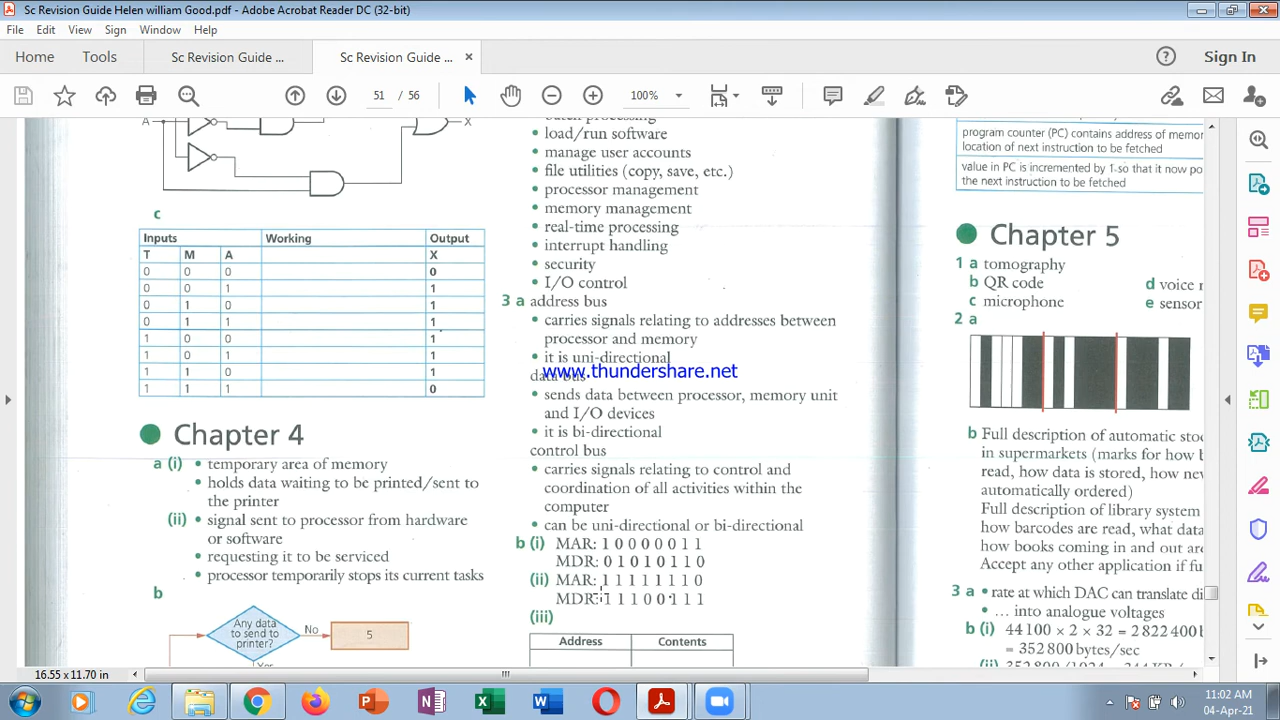 Sc Revision Guide Helen william Good.pdf - Adobe Acrobat Reader DC (32-bit)
File Edit View Sign Window Help
Home Tools Sc Revision Guide ... Sc Revision Guide ... × Sign In
51 / 56 100%
A X
• load/run software
• manage user accounts
• file utilities (copy, save, etc.)
• processor management
• memory management
• real-time processing
• interrupt handling
• security
• I/O control
3 a address bus
• carries signals relating to addresses between
processor and memory
• it is uni-directional
www.thundershare.net
data bus
• sends data between processor, memory unit
and I/O devices
• it is bi-directional
control bus
• carries signals relating to control and
coordination of all activities within the
computer
• can be uni-directional or bi-directional
b (i) MAR: 1 0 0 0 0 0 1 1
MDR: 0 1 0 1 0 1 1 0
(ii) MAR: 1 1 1 1 1 1 1 0
MDR: 1 1 1 0 0 1 1 1
(iii)
Address Contents
c
Inputs Working Output
T M A X
0 0 0 0
0 0 1 1
0 1 0 1
0 1 1 1
1 0 0 1
1 0 1 1
1 1 0 1
1 1 1 0
Chapter 4
a (i) • temporary area of memory
• holds data waiting to be printed/sent to
the printer
(ii) • signal sent to processor from hardware
or software
• requesting it to be serviced
• processor temporarily stops its current tasks
b
Any data
to send to
printer?
No
5
program counter (PC) contains address of memor
location of next instruction to be fetched
value in PC is incremented by 1 so that it now po
the next instruction to be fetched
Chapter 5
1 a tomography
b QR code d voice r
c microphone e sensor
2 a
b Full description of automatic stoc
in supermarkets (marks for how b
read, how data is stored, how new
automatically ordered)
Full description of library system
how barcodes are read, what data
how books coming in and out are
Accept any other application if fu
3 a • rate at which DAC can translate di
• … into analogue voltages
b (i) 44 100 × 2 × 32 = 2 822 400 b
= 352 800 bytes/sec
16.55 x 11.70 in
11:02 AM
04-Apr-21